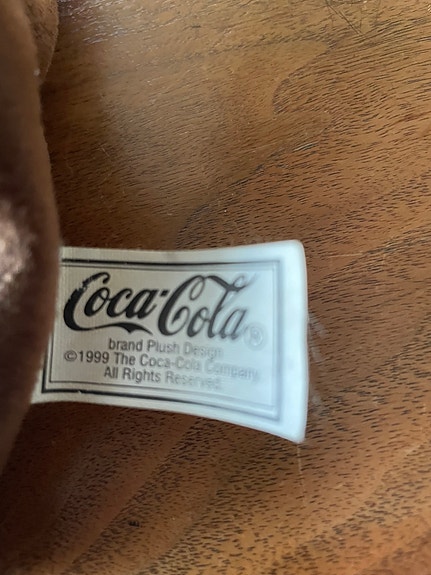 Coca-Cola®
brand Plush Design
©1999 The Coca-Cola Company
All Rights Reserved